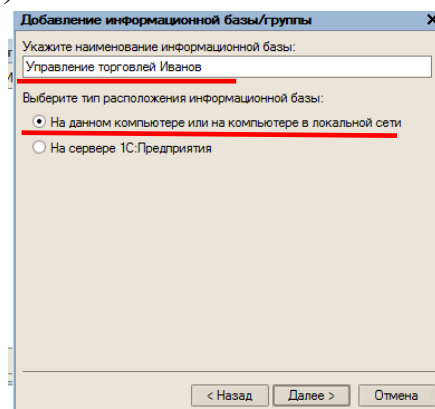 Добавление информационной базы/группы
Укажите наименование информационной базы:
Управление торговлей Иванов
Выберите тип расположения информационной базы:
На данном компьютере или на компьютере в локальной сети
На сервере 1С:Предприятия
< Назад Далее > Отмена